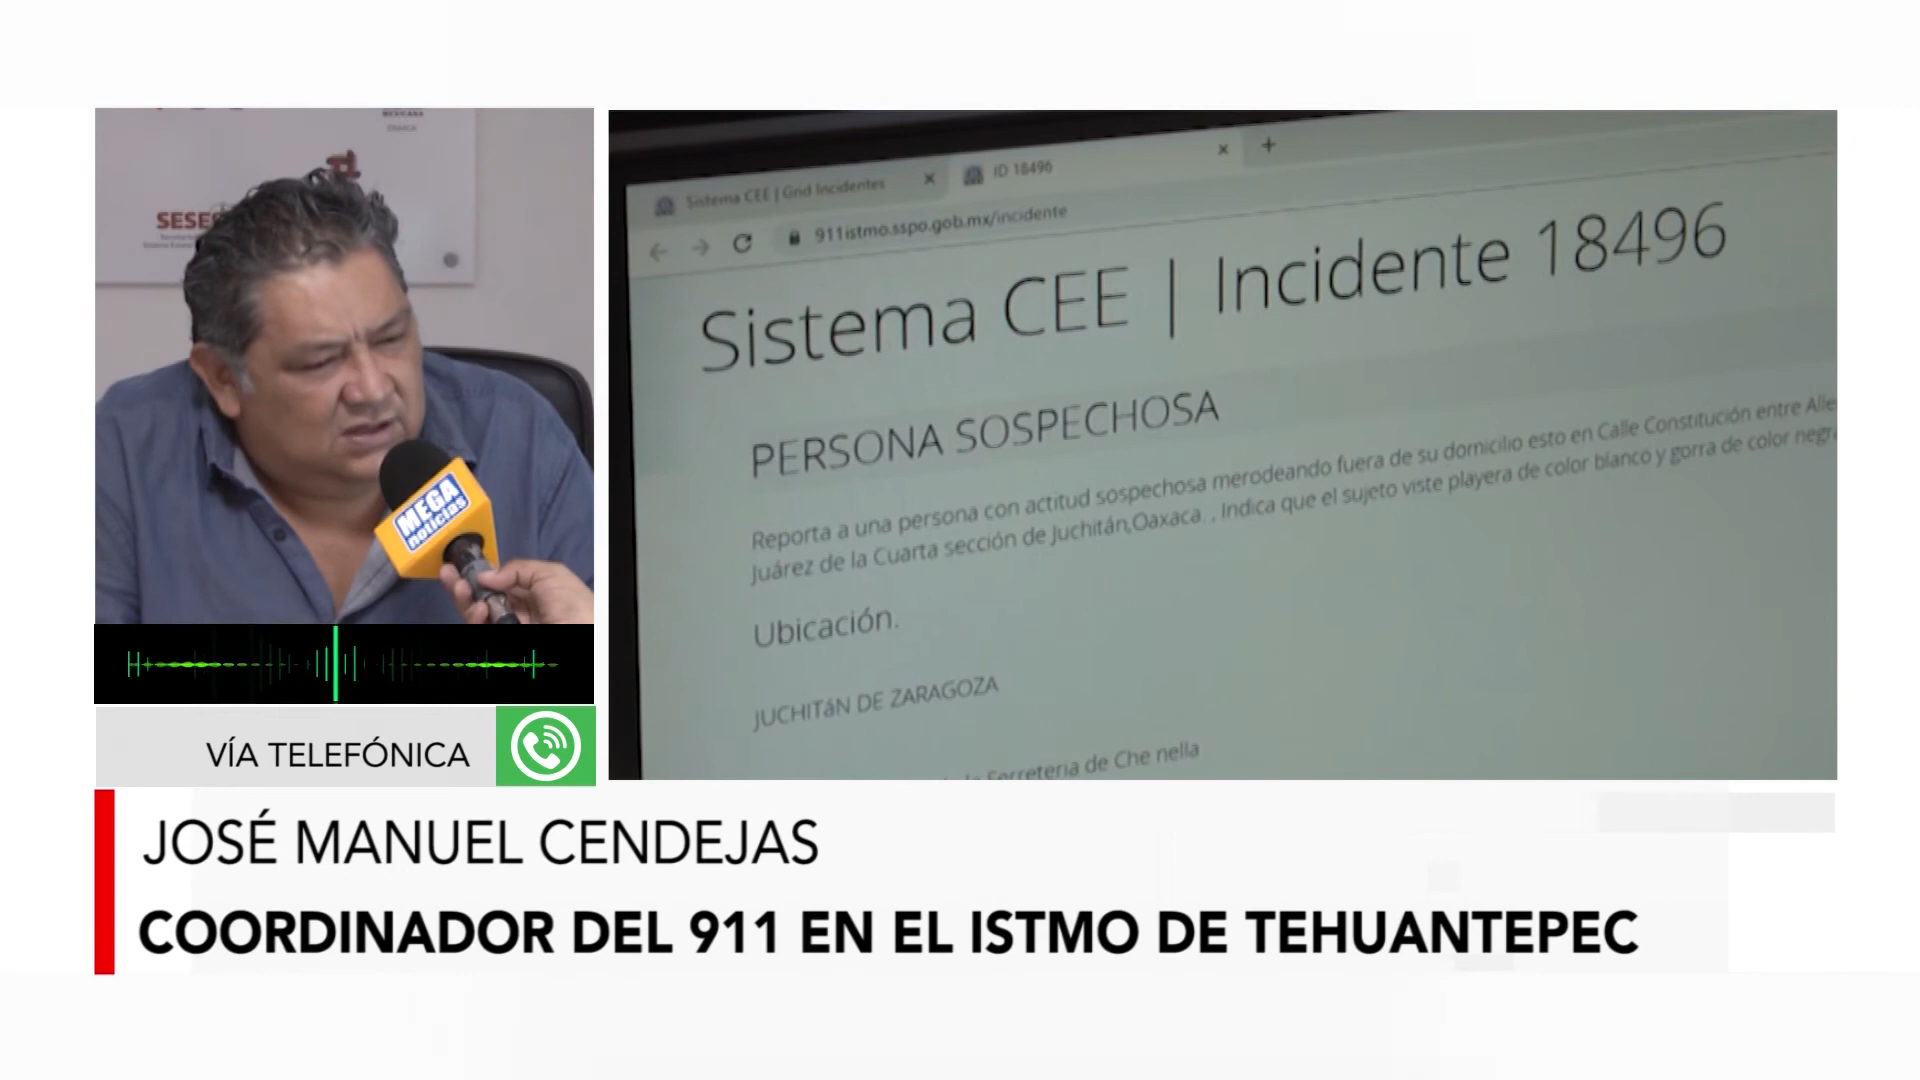 MEXICANA
OAXACA
SESE
MEGA
noticias
Sistema CEE | Grid Incidentes
ID 18496
911istmo.sspo.gob.mx/incidente
Sistema CEE | Incidente 18496
PERSONA SOSPECHOSA
Reporta a una persona con actitud sospechosa merodeando fuera de su domicilio esto en Calle Constitución entre Alle
Juárez de la Cuarta sección de Juchitán,Oaxaca. , Indica que el sujeto viste playera de color blanco y gorra de color negr
Ubicación.
JUCHITáN DE ZARAGOZA
Ferreteria de Che nella
VÍA TELEFÓNICA
JOSÉ MANUEL CENDEJAS
COORDINADOR DEL 911 EN EL ISTMO DE TEHUANTEPEC